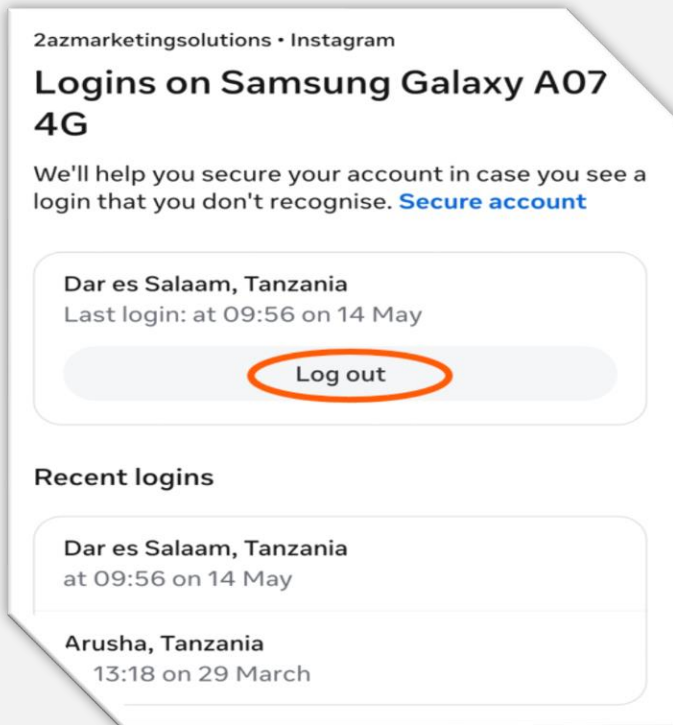 2azmarketingsolutions • Instagram
Logins on Samsung Galaxy A07
4G
We'll help you secure your account in case you see a
login that you don't recognise. Secure account
Dar es Salaam, Tanzania
Last login: at 09:56 on 14 May
Log out
Recent logins
Dar es Salaam, Tanzania
at 09:56 on 14 May
Arusha, Tanzania
13:18 on 29 March